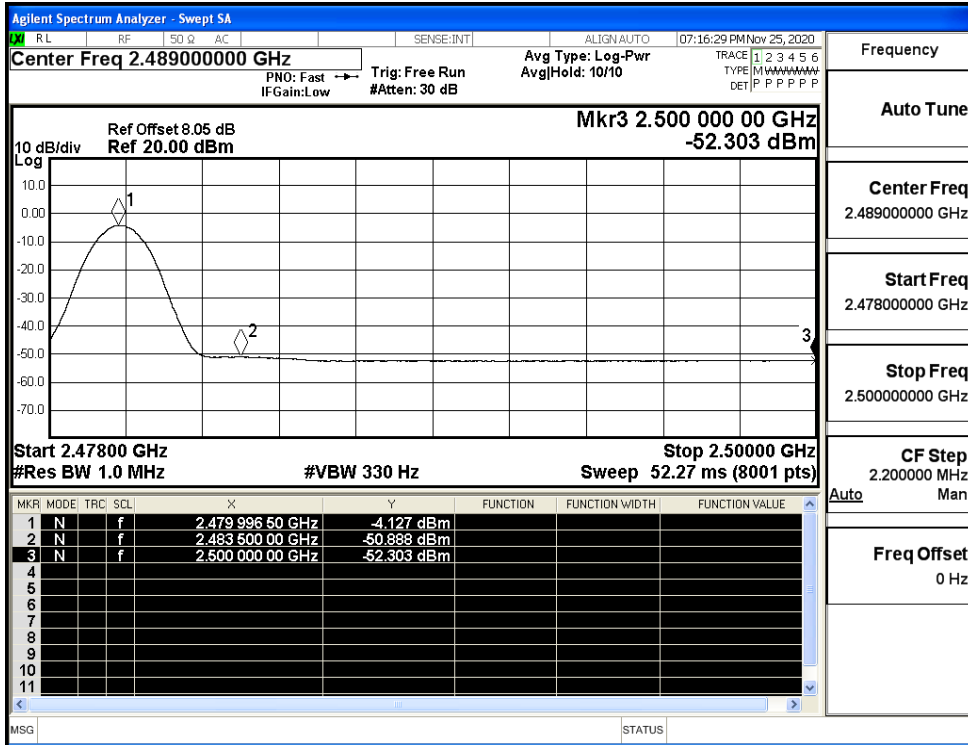 Agilent Spectrum Analyzer - Swept SA
LXI RL RF 50 Ω AC SENSE:INT ALIGN AUTO 07:16:29 PM Nov 25, 2020
Center Freq 2.489000000 GHz
PNO: Fast
IFGain:Low
Trig: Free Run
#Atten: 30 dB
Avg Type: Log-Pwr
Avg|Hold: 10/10
TRACE 1 2 3 4 5 6
TYPE M W W W W W
DET P P P P P P
Mkr3 2.500 000 00 GHz
-52.303 dBm
Ref Offset 8.05 dB
10 dB/div Ref 20.00 dBm
Log
10.0
0.00
-10.0
-20.0
-30.0
-40.0
-50.0
-60.0
-70.0
1
2
3
Start 2.47800 GHz Stop 2.50000 GHz
#Res BW 1.0 MHz #VBW 330 Hz Sweep 52.27 ms (8001 pts)
MKR MODE TRC SCL X Y FUNCTION FUNCTION WIDTH FUNCTION VALUE
1 N f 2.479 996 50 GHz -4.127 dBm
2 N f 2.483 500 00 GHz -50.888 dBm
3 N f 2.500 000 00 GHz -52.303 dBm
4
5
6
7
8
9
10
11
MSG STATUS
Frequency
Auto Tune
Center Freq
2.489000000 GHz
Start Freq
2.478000000 GHz
Stop Freq
2.500000000 GHz
CF Step
2.200000 MHz
Auto Man
Freq Offset
0 Hz